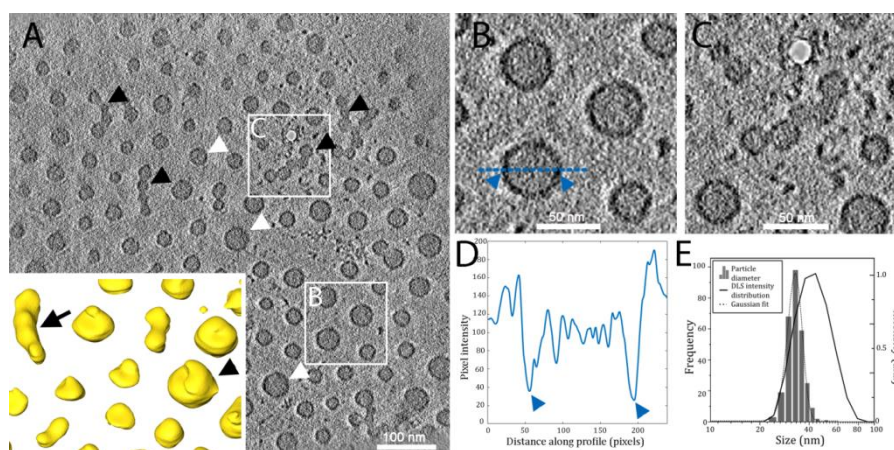 A
C
B
100 nm
B
50 nm
C
50 nm
D
200
180
160
140
120
100
80
60
40
20
0
0
50
100
150
200
Pixel intensity
Distance along profile (pixels)
E
Particle
diameter
DLS intensity
distribution
Gaussian fit
100
80
60
40
20
0
1.0
0.8
0.6
0.4
0.2
0.0
Frequency
10
20
40
60
80
100
Size (nm)